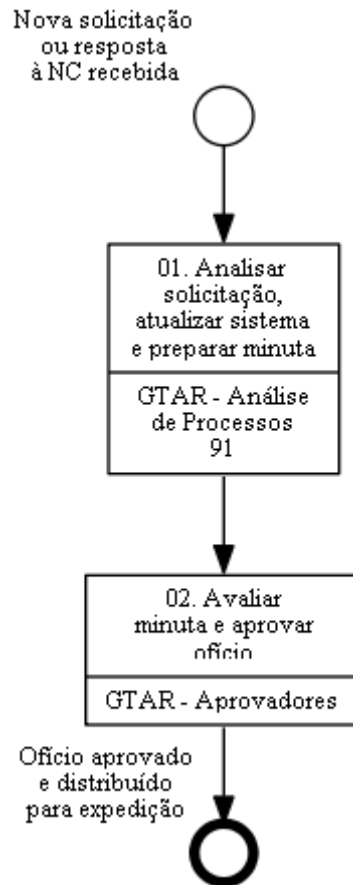 Nova solicitação
ou resposta
à NC recebida
01. Analisar
solicitação,
atualizar sistema
e preparar minuta
GTAR - Análise
de Processos
91
02. Avaliar
minuta e aprovar
ofício
GTAR - Aprovadores
Ofício aprovado
e distribuído
para expedição